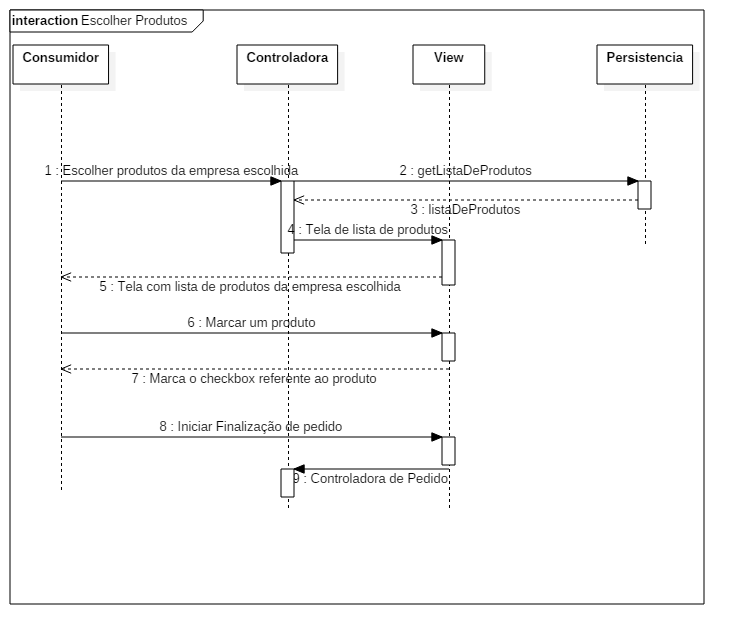 interaction Escolher Produtos
Consumidor
Controladora
View
Persistencia
1 : Escolher produtos da empresa escolhida
2 : getListaDeProdutos
3 : listaDeProdutos
4 : Tela de lista de produtos
5 : Tela com lista de produtos da empresa escolhida
6 : Marcar um produto
7 : Marca o checkbox referente ao produto
8 : Iniciar Finalização de pedido
9 : Controladora de Pedido